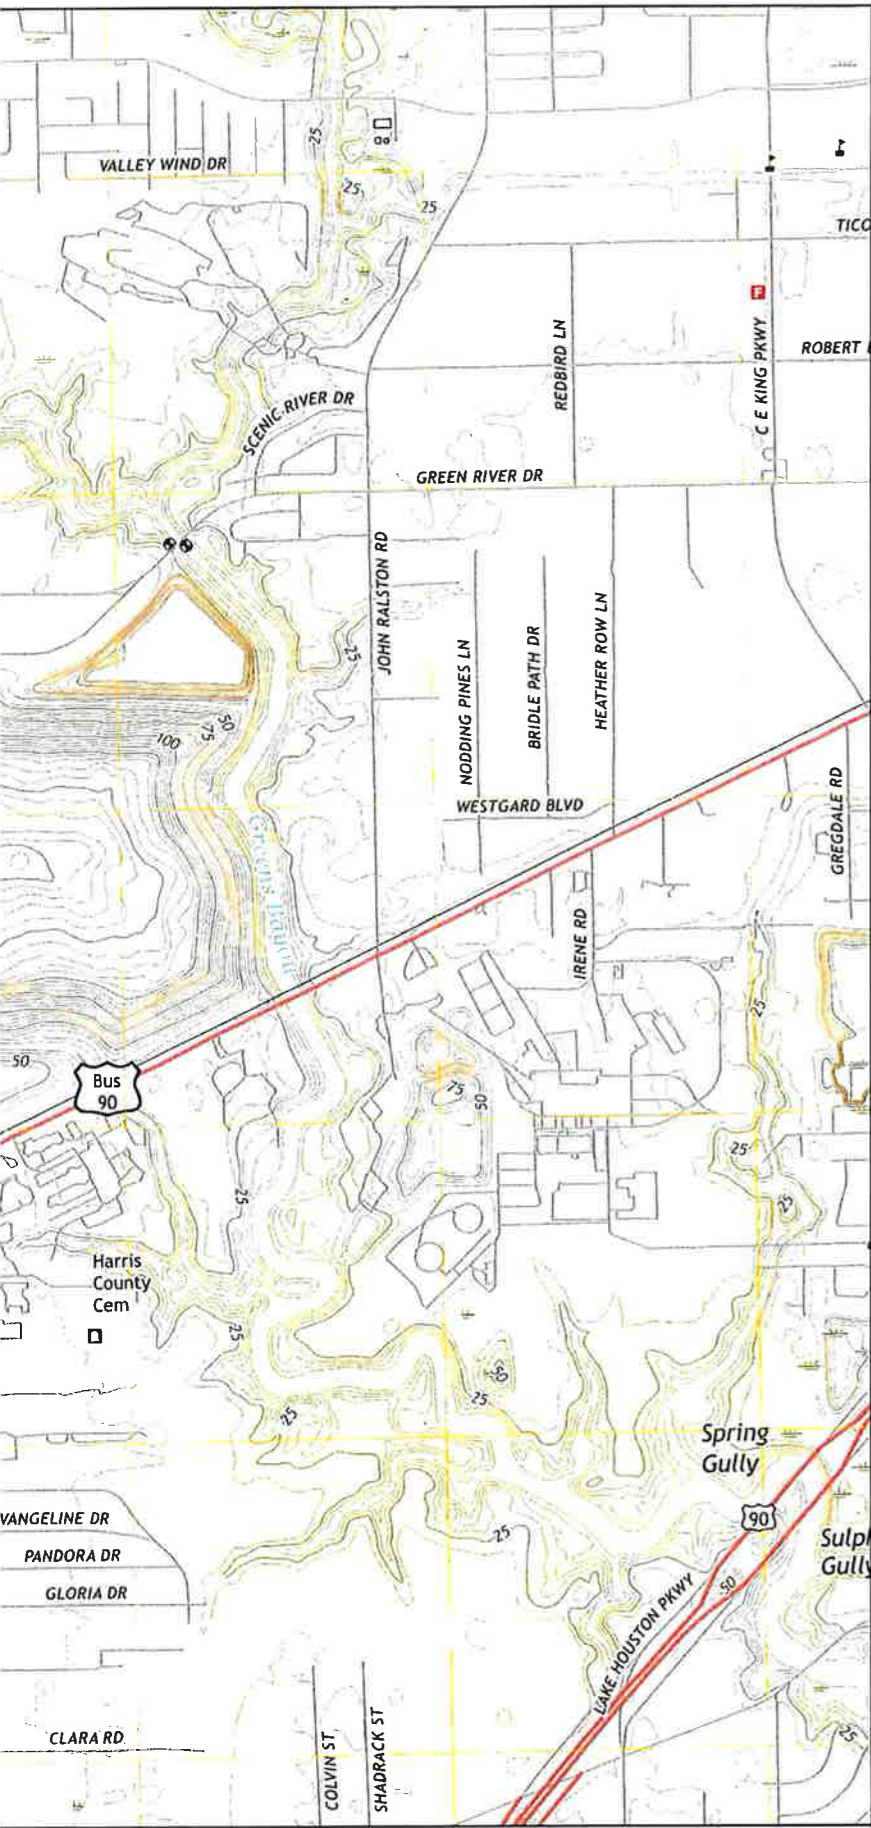 25
VALLEY WIND DR
25
25
TICO
F
C E KING PKWY
ROBERT
REDBIRD LN
SCENIC RIVER DR
GREEN RIVER DR
JOHN RALSTON RD
25
NODDING PINES LN
BRIDLE PATH DR
HEATHER ROW LN
50
75
100
WESTGARD BLVD
GREGDALE RD
Greens Bayou
IRENE RD
25
50
Bus
90
75
50
25
25
25
Harris
County
Cem
25
50
25
25
Spring
Gully
90
VANGELINE DR
25
PANDORA DR
Sulph
Gully
GLORIA DR
50
LAKE HOUSTON PKWY
CLARA RD
COLVIN ST
SHADRACK ST
25